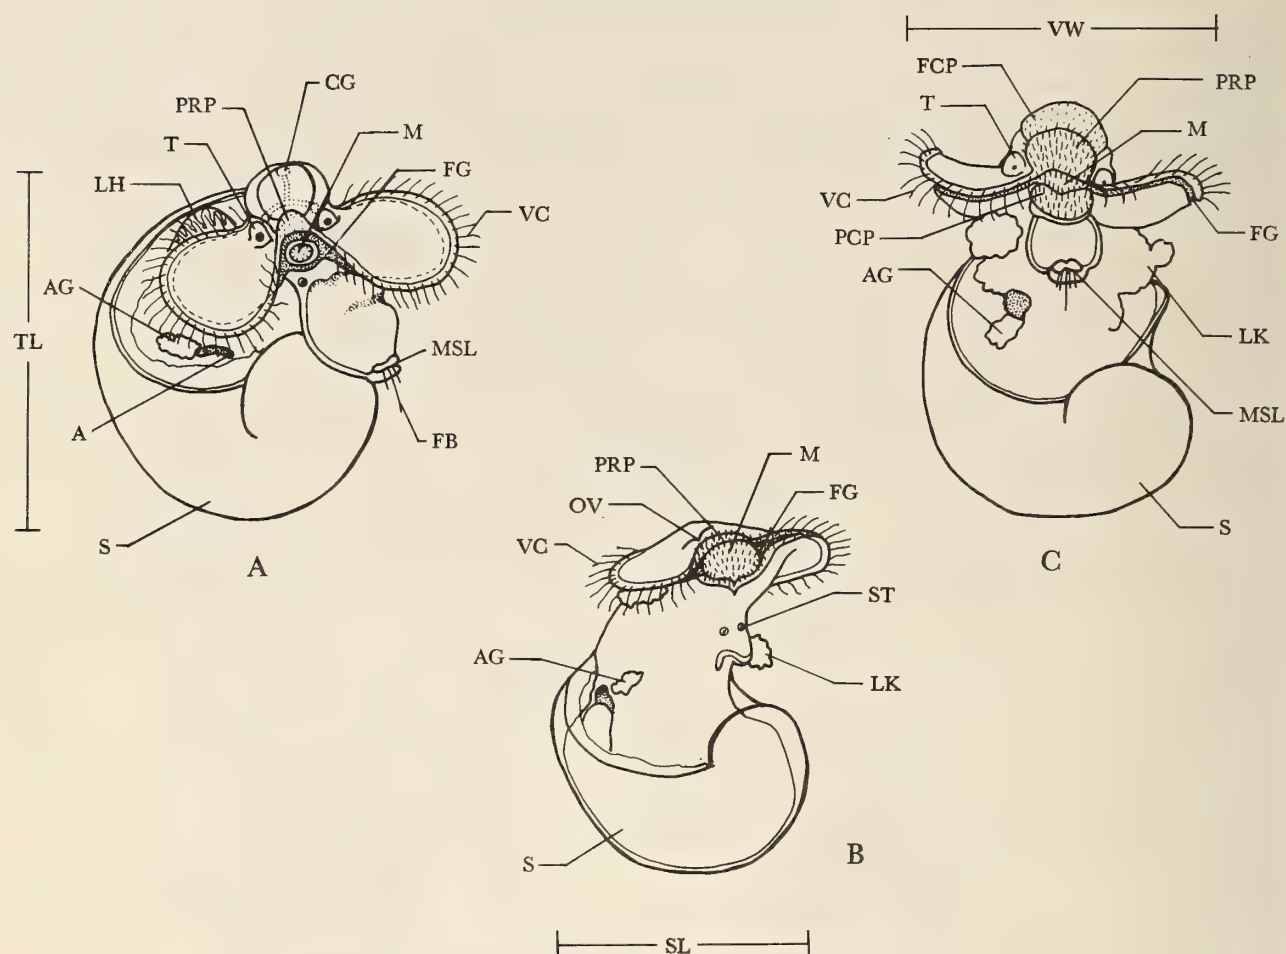 CG
PRP
M
T
FG
LH
VC
AG
TL
MSL
A
FB
S
A
VW
FCP
PRP
T
M
VC
PCP
FG
AG
LK
MSL
S
C
PRP
M
OV
FG
VC
ST
AG
LK
S
B
SL